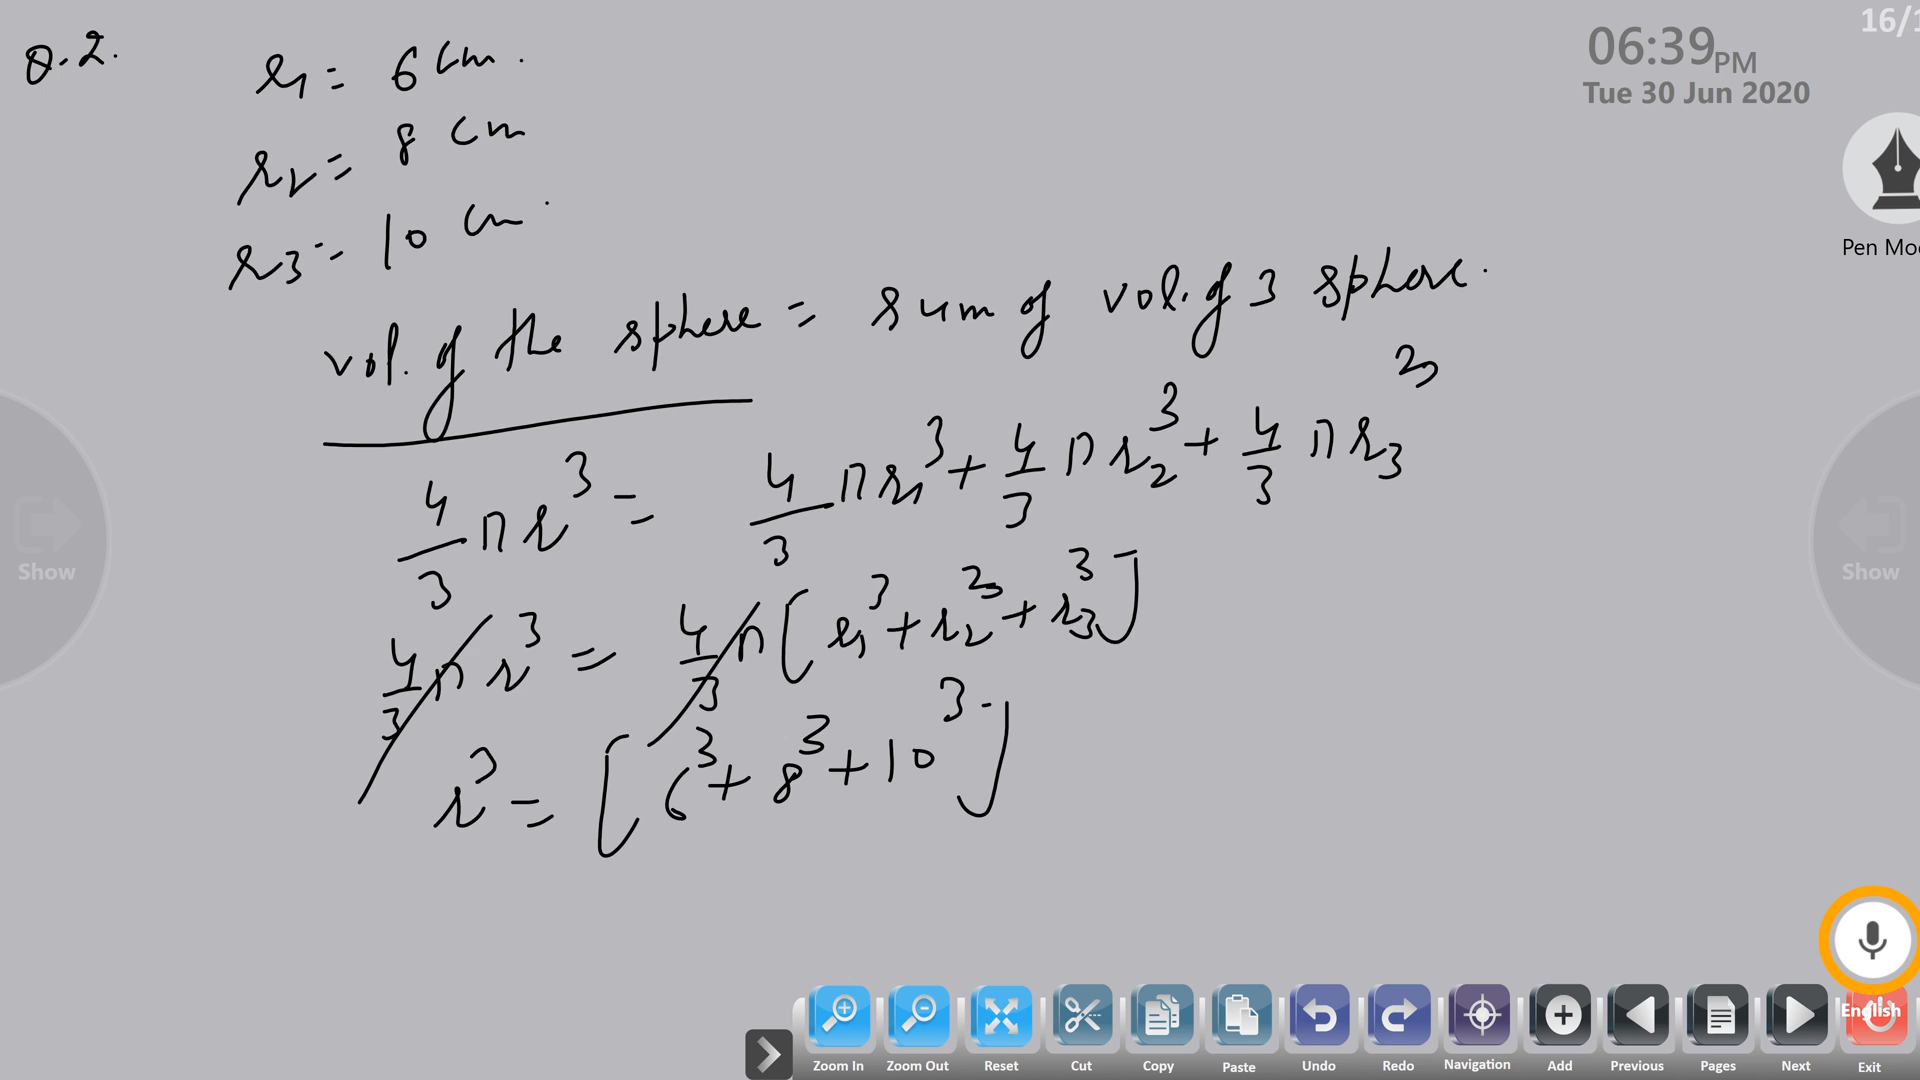 Q.2.
r1 = 6 cm.
r2 = 8 cm
r3 = 10 cm.
vol. of the sphere = sum of vol. of 3 sphere.
4/3 πr³ = 4/3 πr1³ + 4/3 πr2³ + 4/3 πr3³
4/3 πr³ = 4/3 π[r1³ + r2³ + r3³]
r³ = [6³ + 8³ + 10³]
06:39PM
Tue 30 Jun 2020
16/1
Pen Mo
Show
Show
English
Zoom In Zoom Out Reset Cut Copy Paste Undo Redo Navigation Add Previous Pages Next Exit